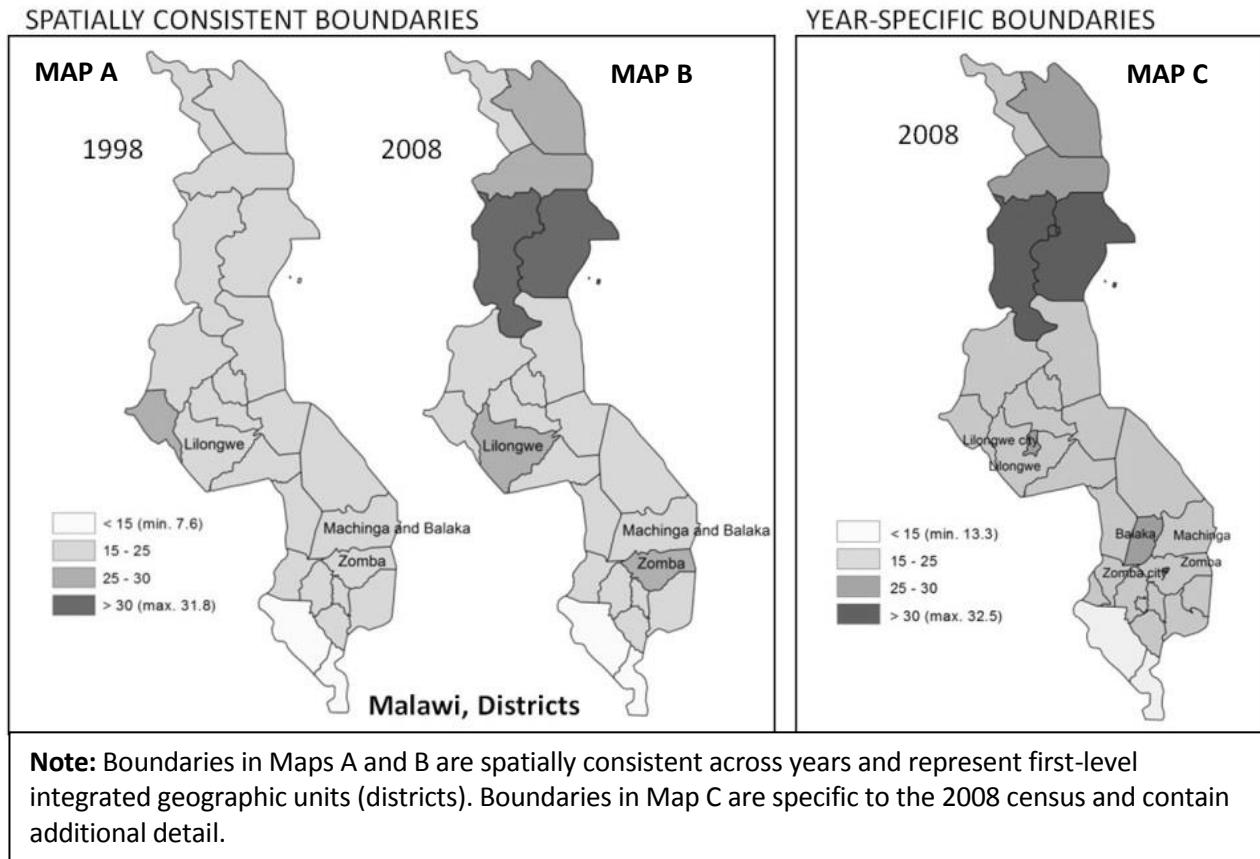 SPATIALLY CONSISTENT BOUNDARIES
YEAR-SPECIFIC BOUNDARIES
MAP A
MAP B
MAP C
1998
2008
2008
Lilongwe
Machinga and Balaka
Zomba
< 15 (min. 7.6)
15 - 25
25 - 30
> 30 (max. 31.8)
Lilongwe
Machinga and Balaka
Zomba
Malawi, Districts
Lilongwe city
Lilongwe
Balaka
Machinga
Zomba
Zomba city
< 15 (min. 13.3)
15 - 25
25 - 30
> 30 (max. 32.5)
Note: Boundaries in Maps A and B are spatially consistent across years and represent first-level
integrated geographic units (districts). Boundaries in Map C are specific to the 2008 census and contain
additional detail.